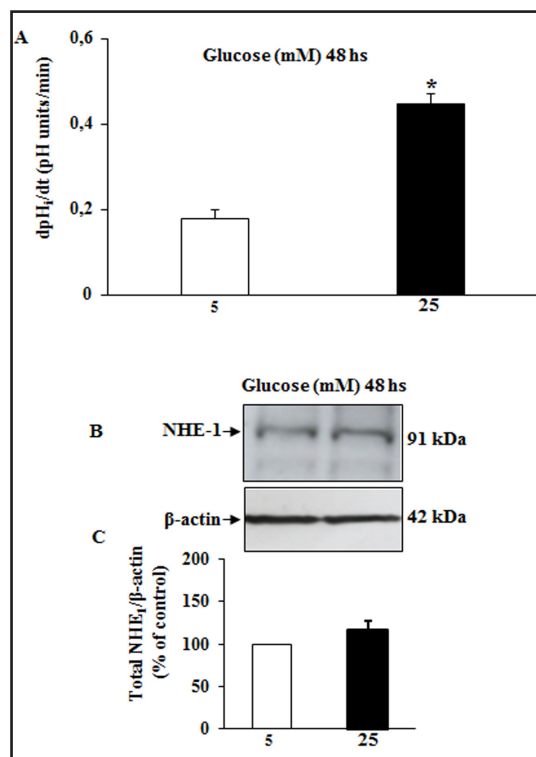 A
Glucose (mM) 48 hs
dpHi/dt (pH units/min)
0,6
0,4
0,2
0
*
5
25
Glucose (mM) 48 hs
B
NHE-1
91 kDa
β-actin
42 kDa
C
Total NHE1/β-actin
(% of control)
200
150
100
50
0
5
25